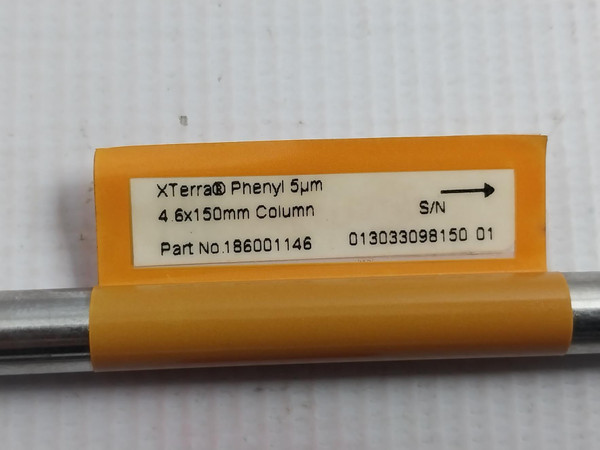 XTerra® Phenyl 5µm
4.6x150mm Column
S/N
Part No.186001146
013033098150 01